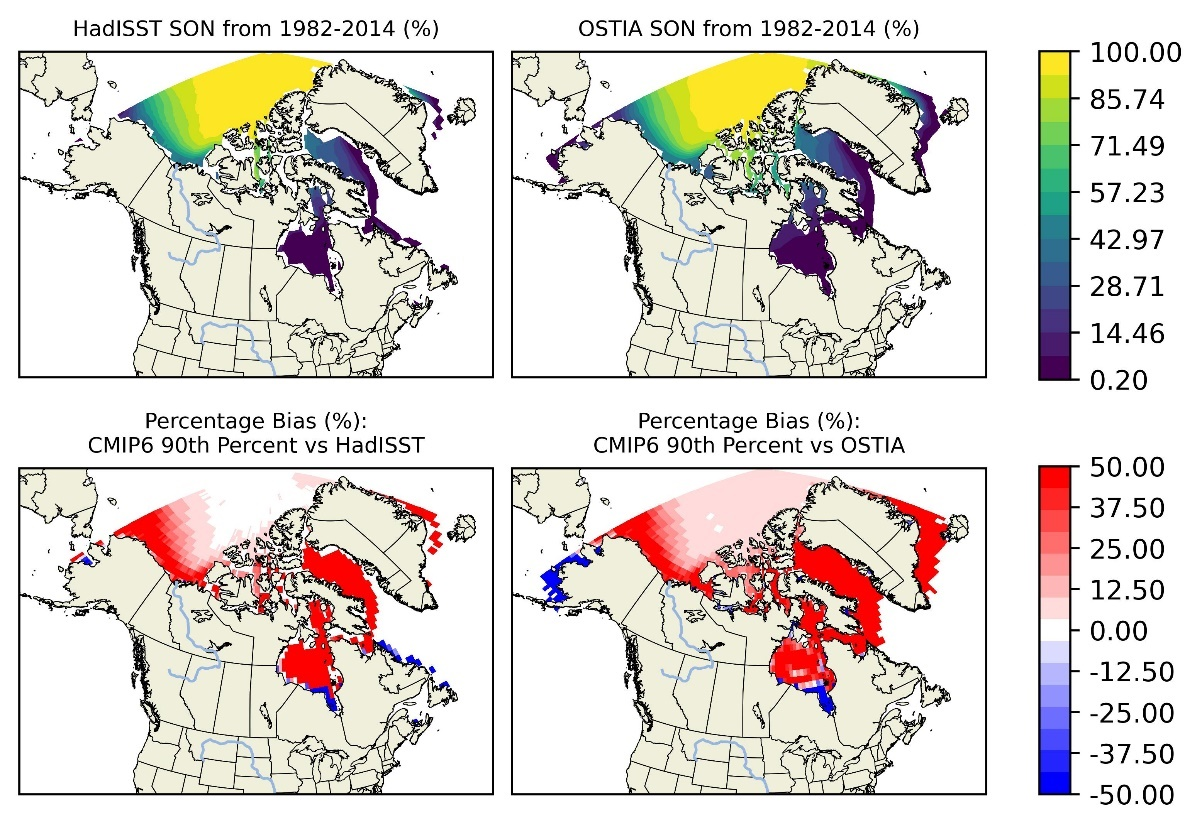 HadISST SON from 1982-2014 (%)
OSTIA SON from 1982-2014 (%)
100.00
85.74
71.49
57.23
42.97
28.71
14.46
0.20
Percentage Bias (%):
CMIP6 90th Percent vs HadISST
Percentage Bias (%):
CMIP6 90th Percent vs OSTIA
50.00
37.50
25.00
12.50
0.00
-12.50
-25.00
-37.50
-50.00